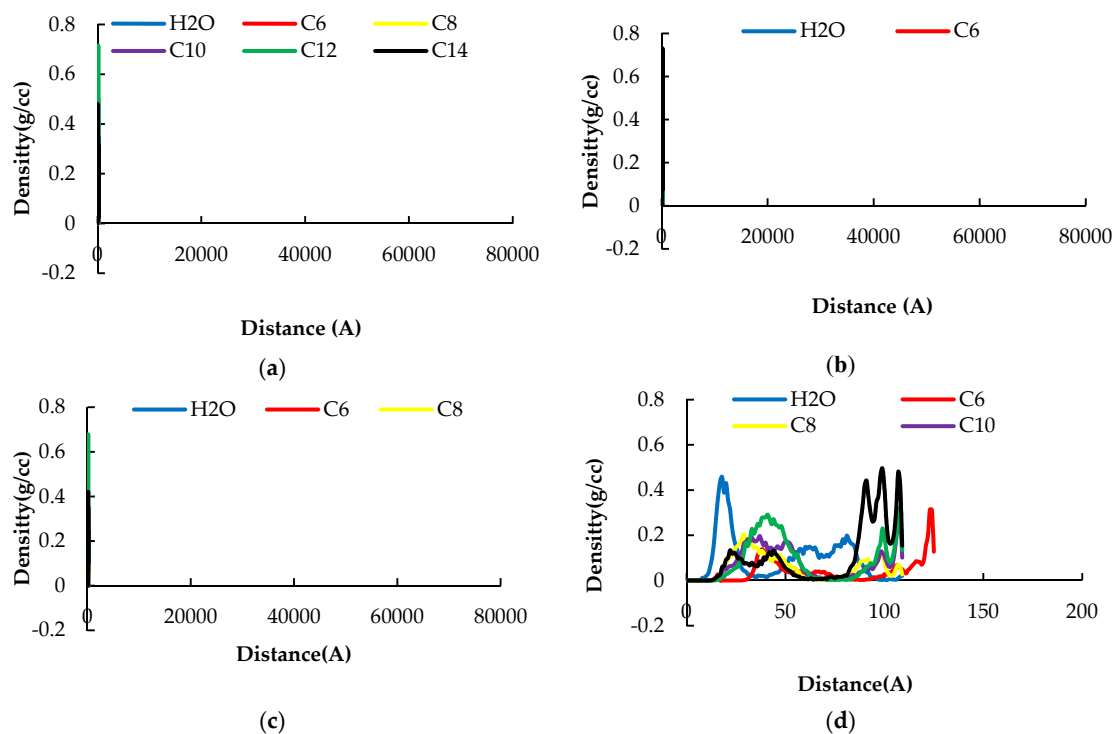 H2O C6 C8
C10 C12 C14
0.8
0.6
0.4
0.2
0
-0.2
0 20000 40000 60000 80000
Densitty(g/cc)
Distance (A)
(a)
H2O C6
0.8
0.6
0.4
0.2
0
-0.2
0 20000 40000 60000 80000
Densitty(g/cc)
Distance (A)
(b)
H2O C6 C8
0.8
0.6
0.4
0.2
0
-0.2
0 20000 40000 60000 80000
Densitty(g/cc)
Distance(A)
(c)
H2O C6
C8 C10
0.8
0.6
0.4
0.2
0
-0.2
0 50 100 150 200
Densitty(g/cc)
Distance(A)
(d)